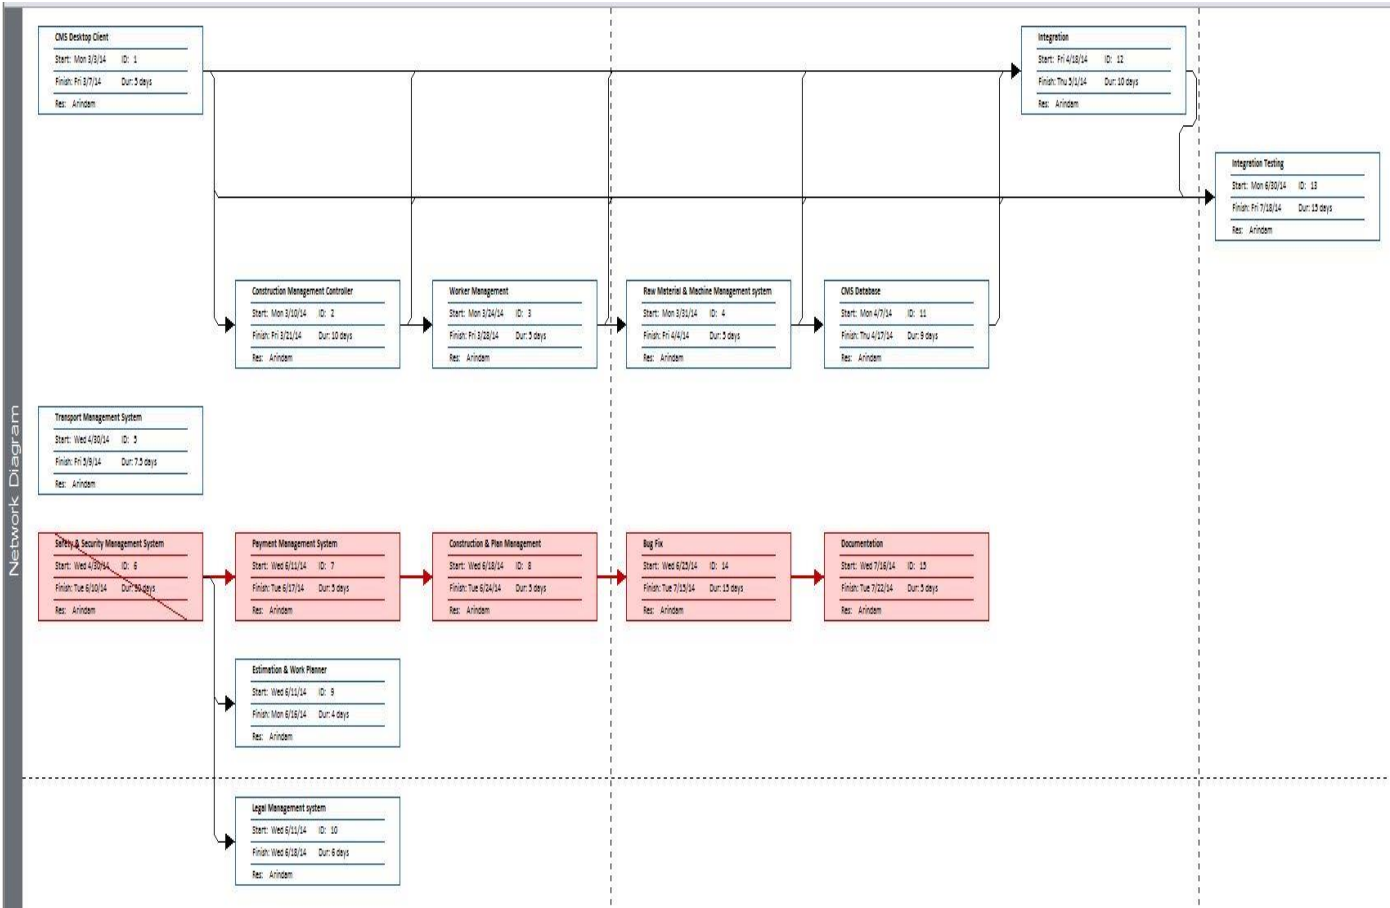 Network Diagram
CMS Desktop Client
Start: Mon 3/3/14 ID: 1
Finish: Fri 3/7/14 Dur: 5 days
Res: Arindam
Integration
Start: Fri 4/18/14 ID: 12
Finish: Thu 5/1/14 Dur: 10 days
Res: Arindam
Integration Testing
Start: Mon 6/30/14 ID: 13
Finish: Fri 7/18/14 Dur: 15 days
Res: Arindam
Construction Management Controller
Start: Mon 3/10/14 ID: 2
Finish: Fri 3/21/14 Dur: 10 days
Res: Arindam
Worker Management
Start: Mon 3/24/14 ID: 3
Finish: Fri 3/28/14 Dur: 5 days
Res: Arindam
Raw Material & Machine Management system
Start: Mon 3/31/14 ID: 4
Finish: Fri 4/4/14 Dur: 5 days
Res: Arindam
CMS Database
Start: Mon 4/7/14 ID: 11
Finish: Thu 4/17/14 Dur: 9 days
Res: Arindam
Transport Management System
Start: Wed 4/30/14 ID: 5
Finish: Fri 5/9/14 Dur: 7.5 days
Res: Arindam
Safety & Security Management System
Start: Wed 4/30/14 ID: 6
Finish: Tue 6/10/14 Dur: 30 days
Res: Arindam
Payment Management System
Start: Wed 6/11/14 ID: 7
Finish: Tue 6/17/14 Dur: 5 days
Res: Arindam
Construction & Plan Management
Start: Wed 6/18/14 ID: 8
Finish: Tue 6/24/14 Dur: 5 days
Res: Arindam
Bug Fix
Start: Wed 6/25/14 ID: 14
Finish: Tue 7/15/14 Dur: 15 days
Res: Arindam
Documentation
Start: Wed 7/16/14 ID: 15
Finish: Tue 7/22/14 Dur: 5 days
Res: Arindam
Estimation & Work Planner
Start: Wed 6/11/14 ID: 9
Finish: Mon 6/16/14 Dur: 4 days
Res: Arindam
Legal Management system
Start: Wed 6/11/14 ID: 10
Finish: Wed 6/18/14 Dur: 6 days
Res: Arindam